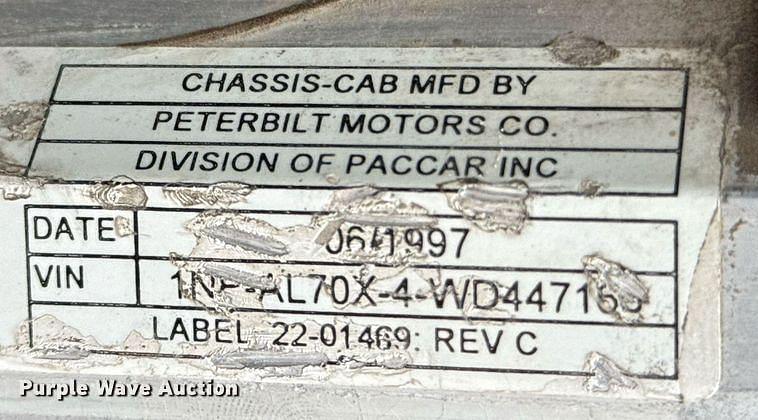 CHASSIS-CAB MFD BY
PETERBILT MOTORS CO.
DIVISION OF PACCAR INC
DATE 06/1997
VIN
LABEL 22-01469: REV C
Purple Wave Auction